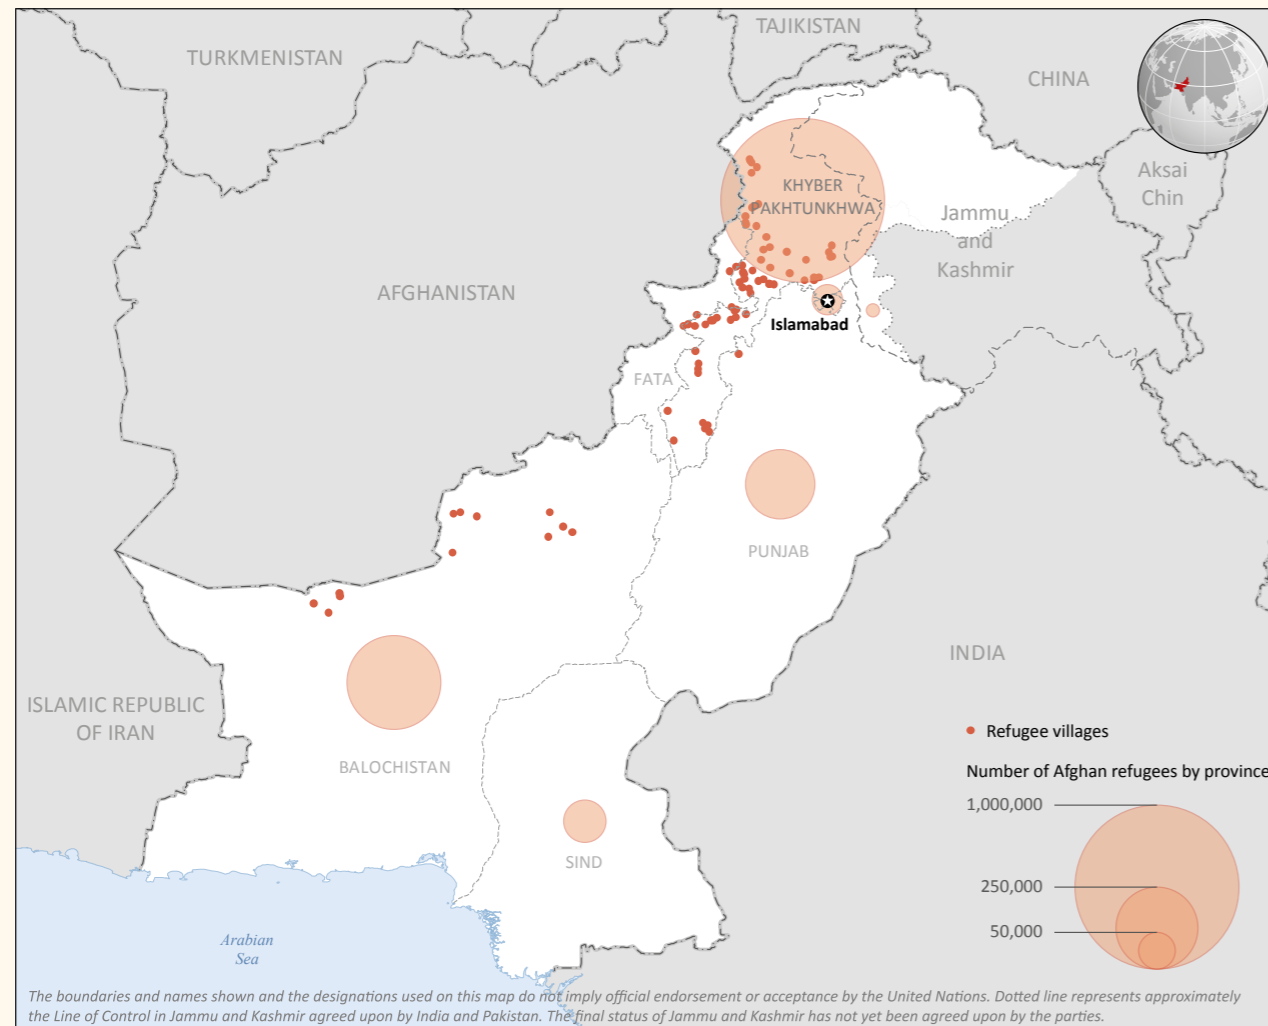 TAJIKISTAN
TURKMENISTAN
CHINA
Aksai
Chin
KHYBER
PAKHTUNKHWA
Jammu
and
Kashmir
AFGHANISTAN
Islamabad
FATA
PUNJAB
INDIA
ISLAMIC REPUBLIC
OF IRAN
BALOCHISTAN
SIND
Arabian
Sea
Refugee villages
Number of Afghan refugees by province
1,000,000
250,000
50,000
The boundaries and names shown and the designations used on this map do not imply official endorsement or acceptance by the United Nations. Dotted line represents approximately
the Line of Control in Jammu and Kashmir agreed upon by India and Pakistan. The final status of Jammu and Kashmir has not yet been agreed upon by the parties.